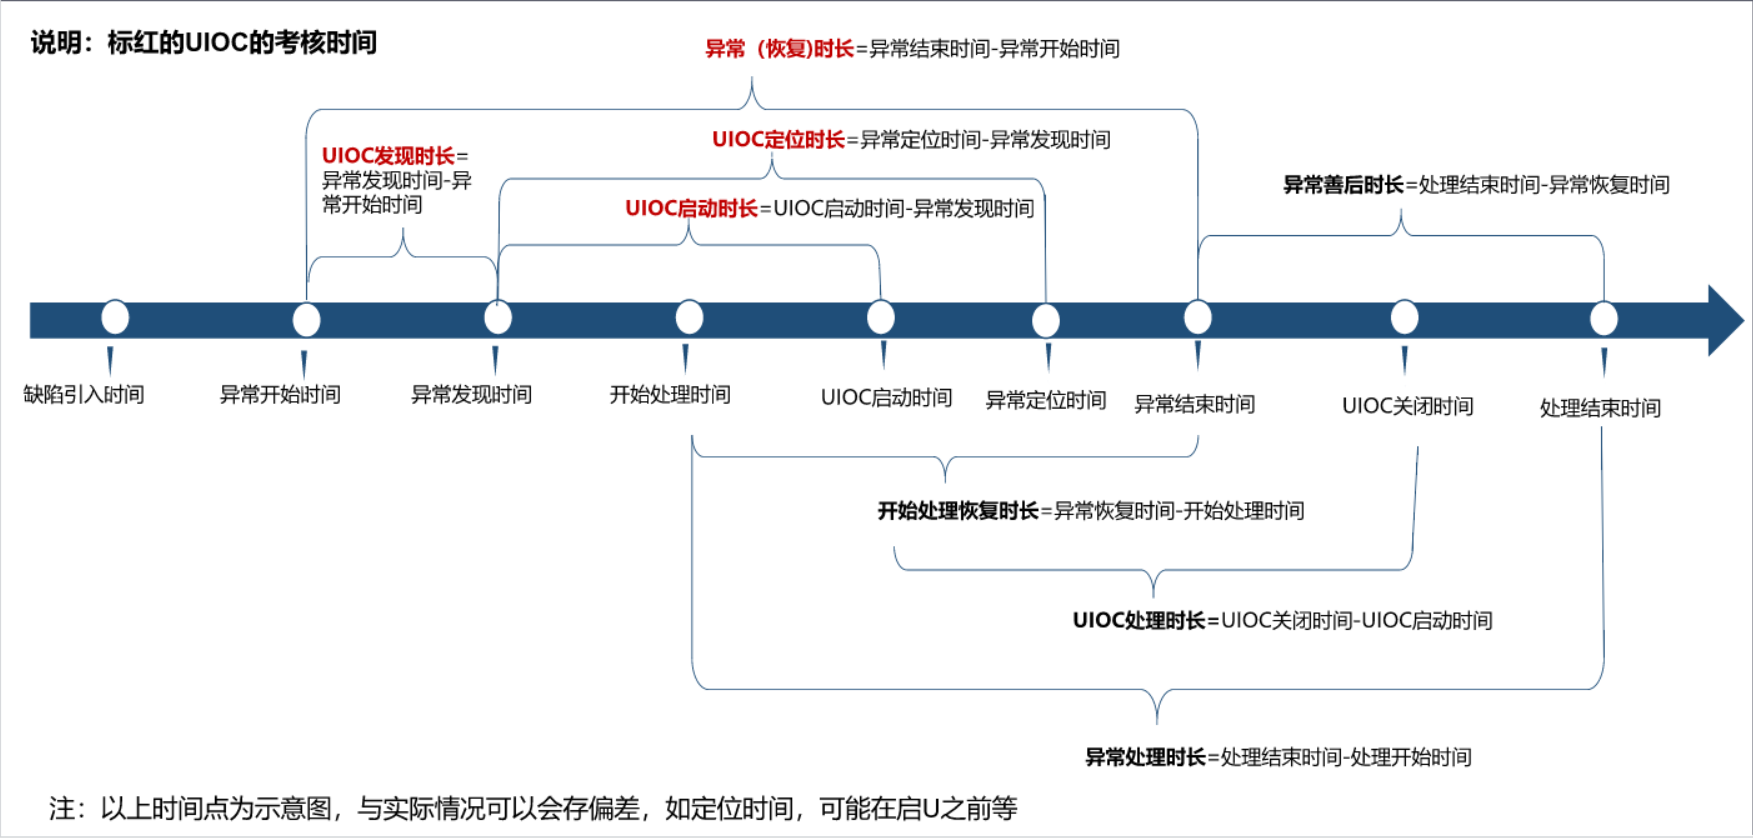 说明：标红的UIOC的考核时间
异常（恢复)时长=异常结束时间-异常开始时间
UIOC定位时长=异常定位时间-异常发现时间
UIOC发现时长=
异常发现时间-异
常开始时间
异常善后时长=处理结束时间-异常恢复时间
UIOC启动时长=UIOC启动时间-异常发现时间
缺陷引入时间
异常开始时间
异常发现时间
开始处理时间
UIOC启动时间
异常定位时间
异常结束时间
UIOC关闭时间
处理结束时间
开始处理恢复时长=异常恢复时间-开始处理时间
UIOC处理时长=UIOC关闭时间-UIOC启动时间
异常处理时长=处理结束时间-处理开始时间
注：以上时间点为示意图，与实际情况可以会存偏差，如定位时间，可能在启U之前等